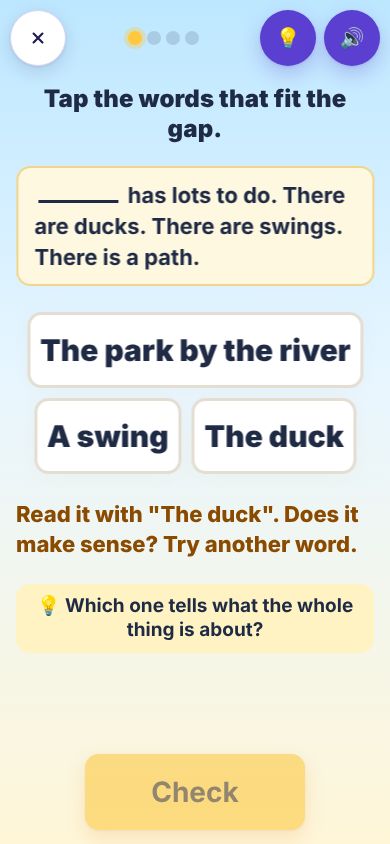 Tap the words that fit the
gap.
________ has lots to do. There
are ducks. There are swings.
There is a path.
The park by the river
A swing
The duck
Read it with "The duck". Does it
make sense? Try another word.
💡 Which one tells what the whole
thing is about?
Check